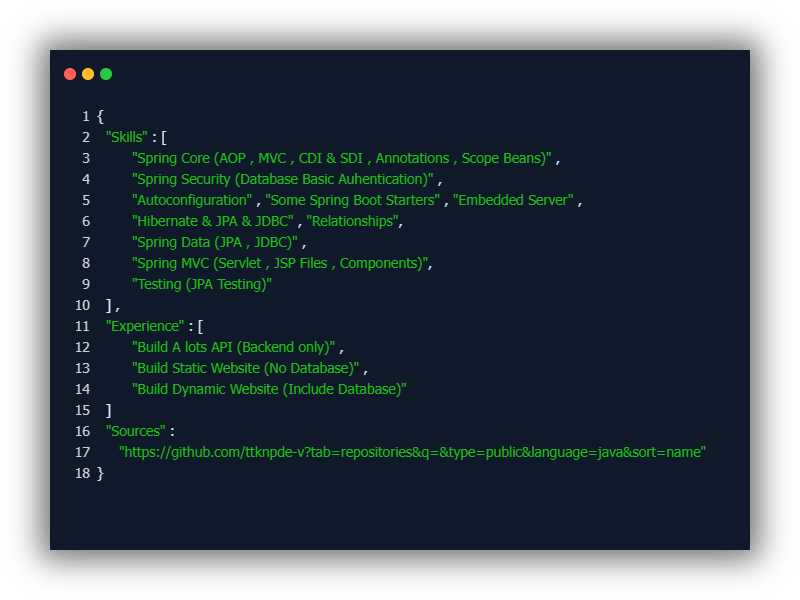 1 {
2 "Skills" : [
3 "Spring Core (AOP , MVC , CDI & SDI , Annotations , Scope Beans)" ,
4 "Spring Security (Database Basic Auhentication)" ,
5 "Autoconfiguration" , "Some Spring Boot Starters" , "Embedded Server" ,
6 "Hibernate & JPA & JDBC" , "Relationships",
7 "Spring Data (JPA , JDBC)" ,
8 "Spring MVC (Servlet , JSP Files , Components)",
9 "Testing (JPA Testing)"
10 ] ,
11 "Experience" : [
12 "Build A lots API (Backend only)" ,
13 "Build Static Website (No Database)" ,
14 "Build Dynamic Website (Include Database)"
15 ]
16 "Sources" :
17 "https://github.com/ttknpde-v?tab=repositories&q=&type=public&language=java&sort=name"
18 }